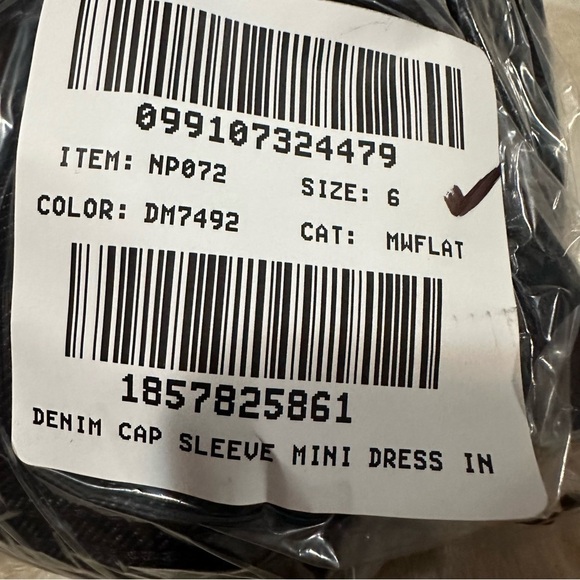 099107324479
ITEM: NP072 SIZE: 6
COLOR: DM7492 CAT: MWFLAT
1857825861
DENIM CAP SLEEVE MINI DRESS IN